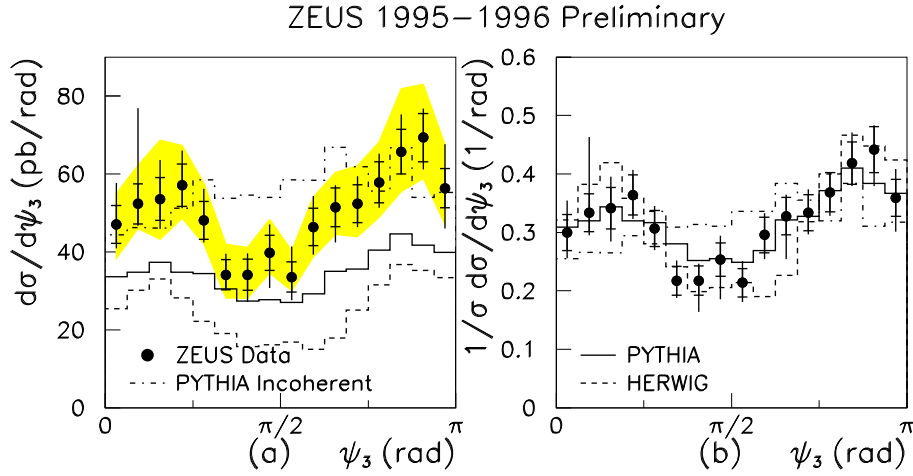 ZEUS 1995-1996 Preliminary
dσ/dψ₃ (pb/rad)
80
60
40
20
0
ZEUS Data
PYTHIA Incoherent
0
π/2
π
(a)
ψ₃ (rad)
1/σ dσ/dψ₃ (1/rad)
0.6
0.5
0.4
0.3
0.2
0.1
0
PYTHIA
HERWIG
0
π/2
π
(b)
ψ₃ (rad)